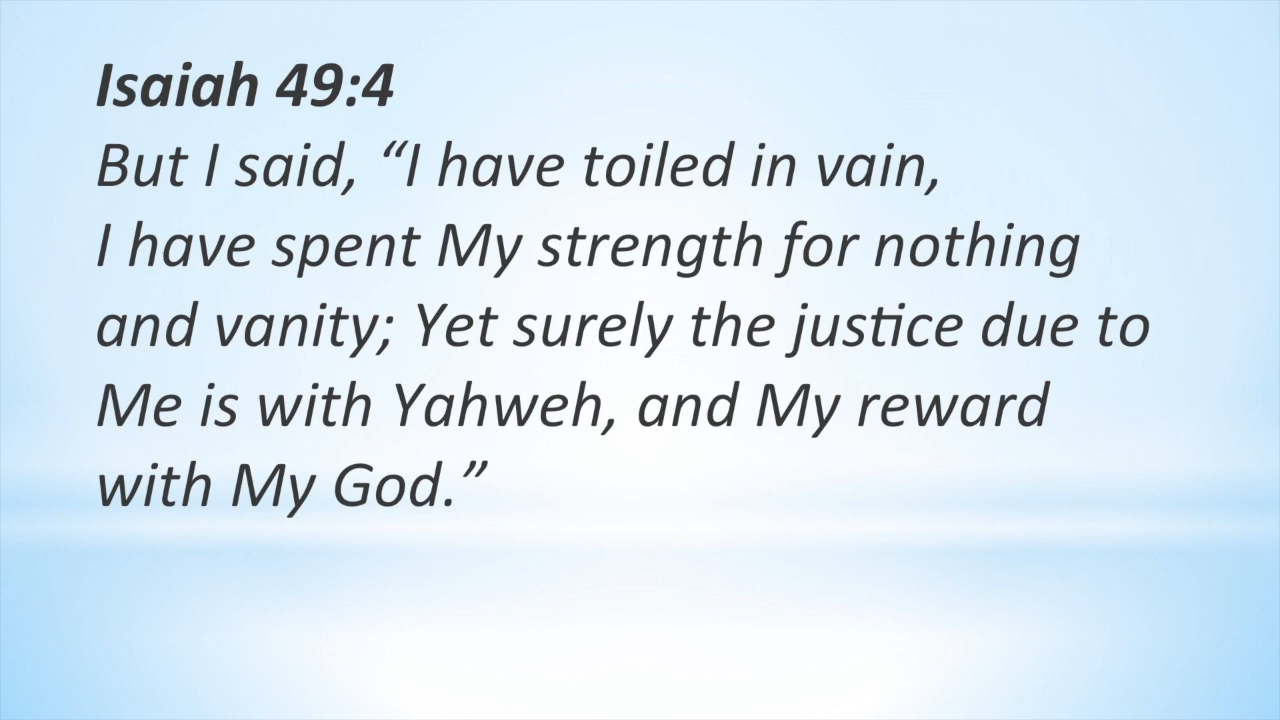 Isaiah 49:4
But I said, “I have toiled in vain,
I have spent My strength for nothing
and vanity; Yet surely the justice due to
Me is with Yahweh, and My reward
with My God.”